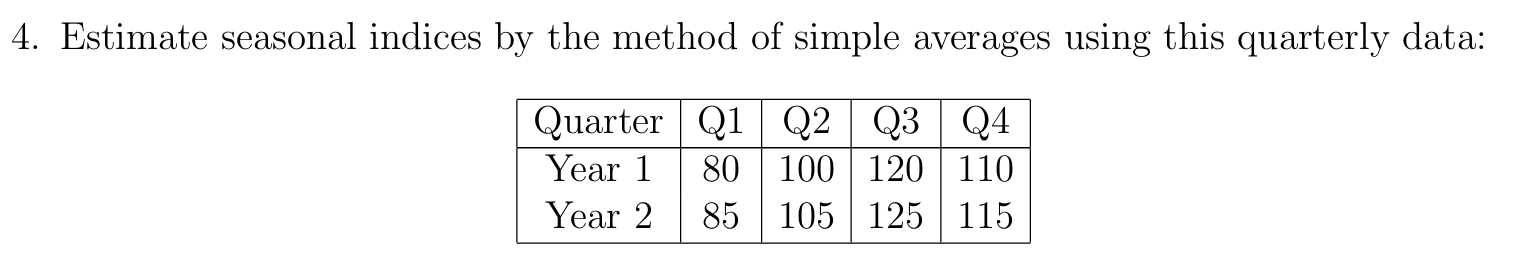 4. Estimate seasonal indices by the method of simple averages using this quarterly data:
Quarter Q1 Q2 Q3 Q4
Year 1 80 100 120 110
Year 2 85 105 125 115